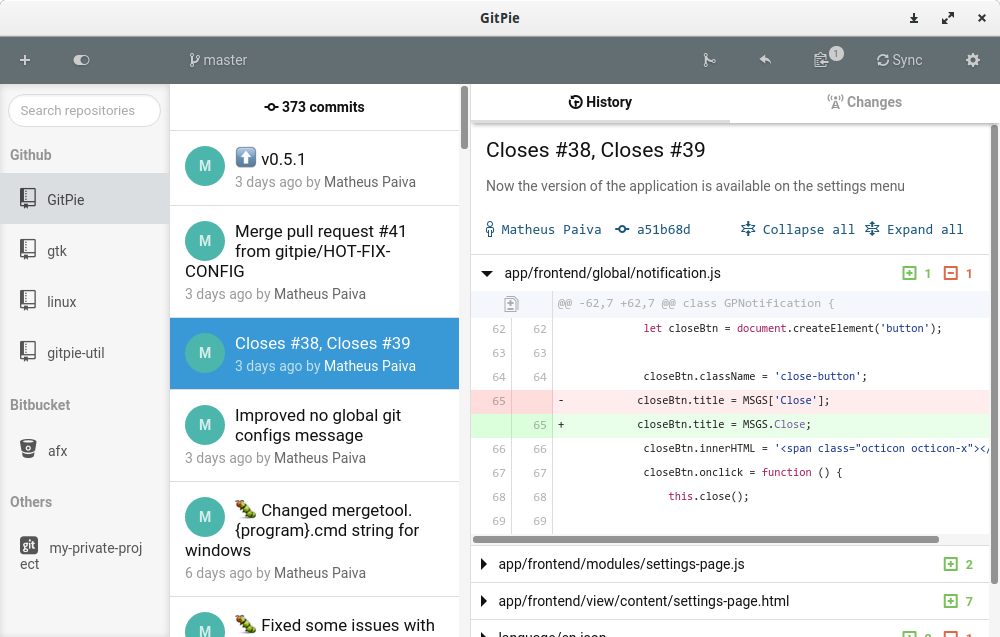 GitPie
master
1
Sync
Search repositories
Github
GitPie
gtk
linux
gitpie-util
Bitbucket
afx
Others
git
my-private-proj
ect
373 commits
M
v0.5.1
3 days ago by Matheus Paiva
M
Merge pull request #41
from gitpie/HOT-FIX-
CONFIG
3 days ago by Matheus Paiva
M
Closes #38, Closes #39
3 days ago by Matheus Paiva
M
Improved no global git
configs message
3 days ago by Matheus Paiva
M
Changed mergetool.
{program}.cmd string for
windows
6 days ago by Matheus Paiva
M
Fixed some issues with
History
Changes
Closes #38, Closes #39
Now the version of the application is available on the settings menu
Matheus Paiva a51b68d Collapse all Expand all
app/frontend/global/notification.js 1 1
@@ -62,7 +62,7 @@ class GPNotification {
62 62 let closeBtn = document.createElement('button');
63 63
64 64 closeBtn.className = 'close-button';
65 - closeBtn.title = MSGS['Close'];
65 + closeBtn.title = MSGS.Close;
66 66 closeBtn.innerHTML = '<span class="octicon octicon-x"></
67 67 closeBtn.onclick = function () {
68 68 this.close();
69 69
app/frontend/modules/settings-page.js 2
app/frontend/view/content/settings-page.html 7